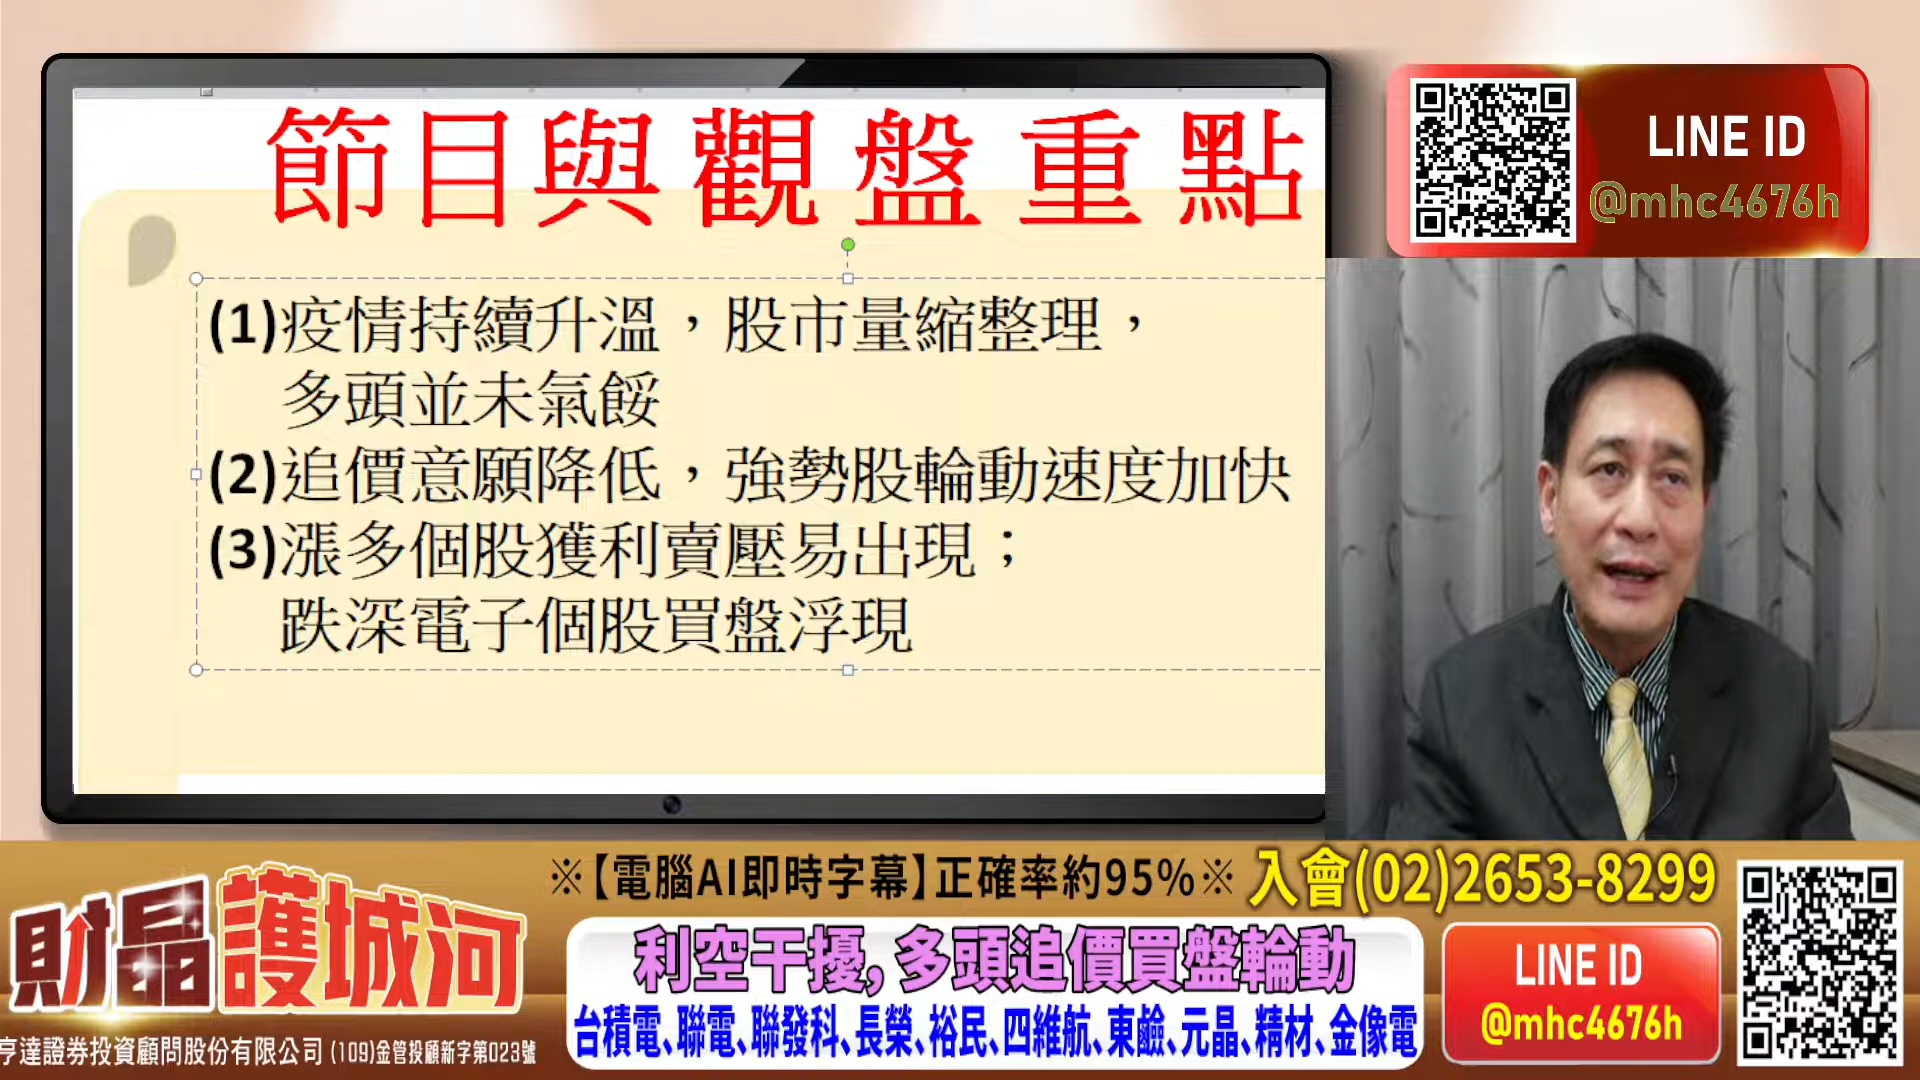 節目與觀盤重點
LINE ID
@mhc4676h
(1)疫情持續升溫，股市量縮整理，
多頭並未氣餒
(2)追價意願降低，強勢股輪動速度加快
(3)漲多個股獲利賣壓易出現；
跌深電子個股買盤浮現
※【電腦AI即時字幕】正確率約95%※
入會(02)2653-8299
財晶護城河
利空干擾,多頭追價買盤輪動
台積電、聯電、聯發科、長榮、裕民、四維航、東鹼、元晶、精材、金像電
LINE ID
@mhc4676h
亨達證券投資顧問股份有限公司 (109)金管投顧新字第023號